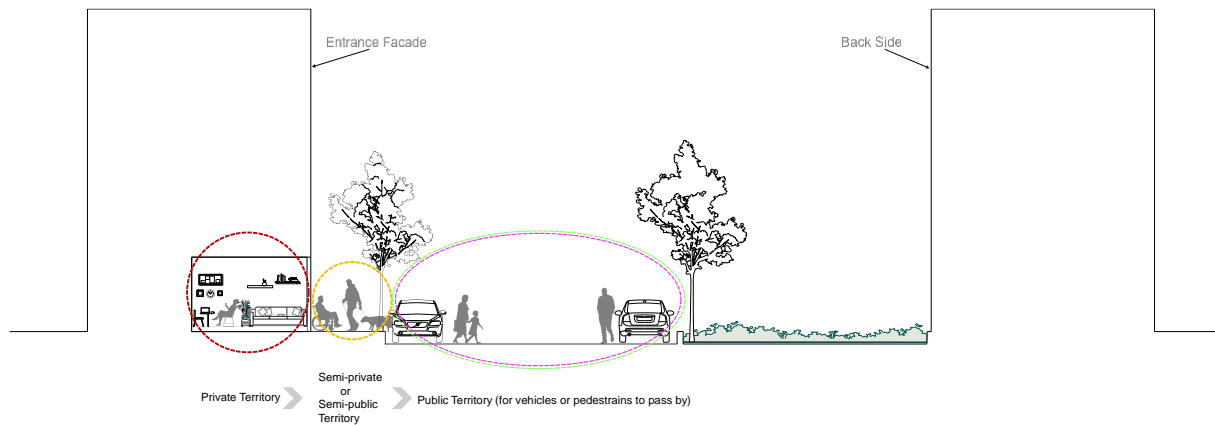 Entrance Facade
Back Side
Private Territory
Semi-private
or
Semi-public
Territory
Public Territory (for vehicles or pedestrains to pass by)